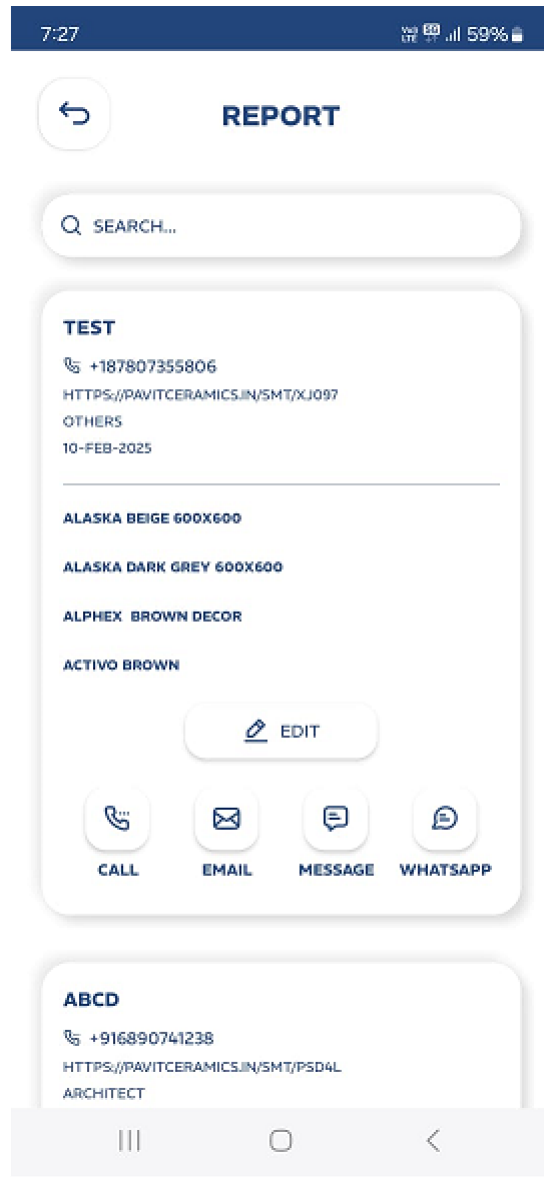 7:27
59%
REPORT
SEARCH...
TEST
+187807355806
HTTPS://PAVITCERAMICS.IN/SMT/XJ097
OTHERS
10-FEB-2025
ALASKA BEIGE 600X600
ALASKA DARK GREY 600X600
ALPHEX BROWN DECOR
ACTIVO BROWN
EDIT
CALL EMAIL MESSAGE WHATSAPP
ABCD
+916890741238
HTTPS://PAVITCERAMICS.IN/SMT/PSD4L
ARCHITECT